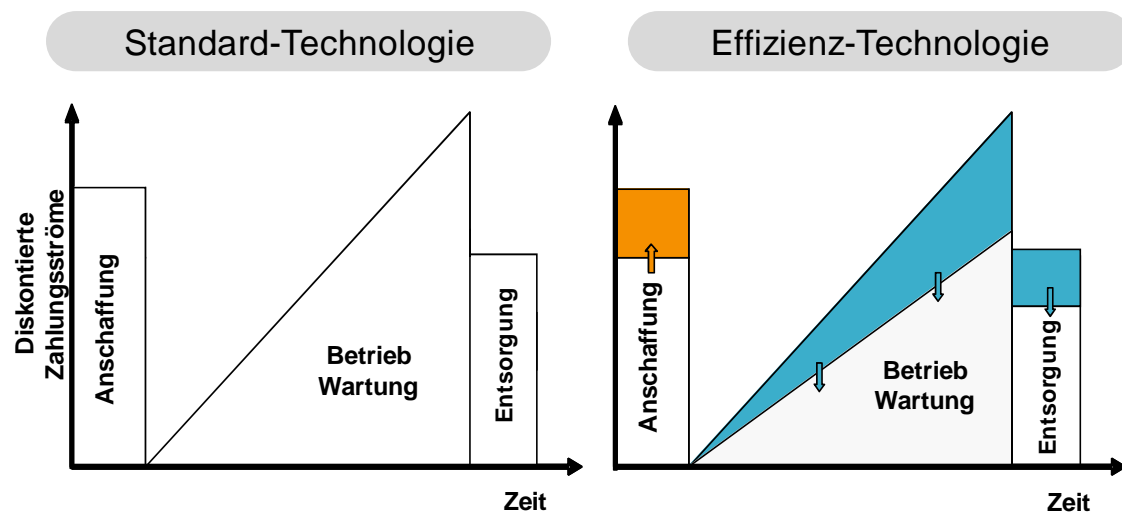 Standard-Technologie
Effizienz-Technologie
Diskontierte
Zahlungsströme
Anschaffung
Betrieb
Wartung
Entsorgung
Zeit
Anschaffung
Betrieb
Wartung
Entsorgung
Zeit